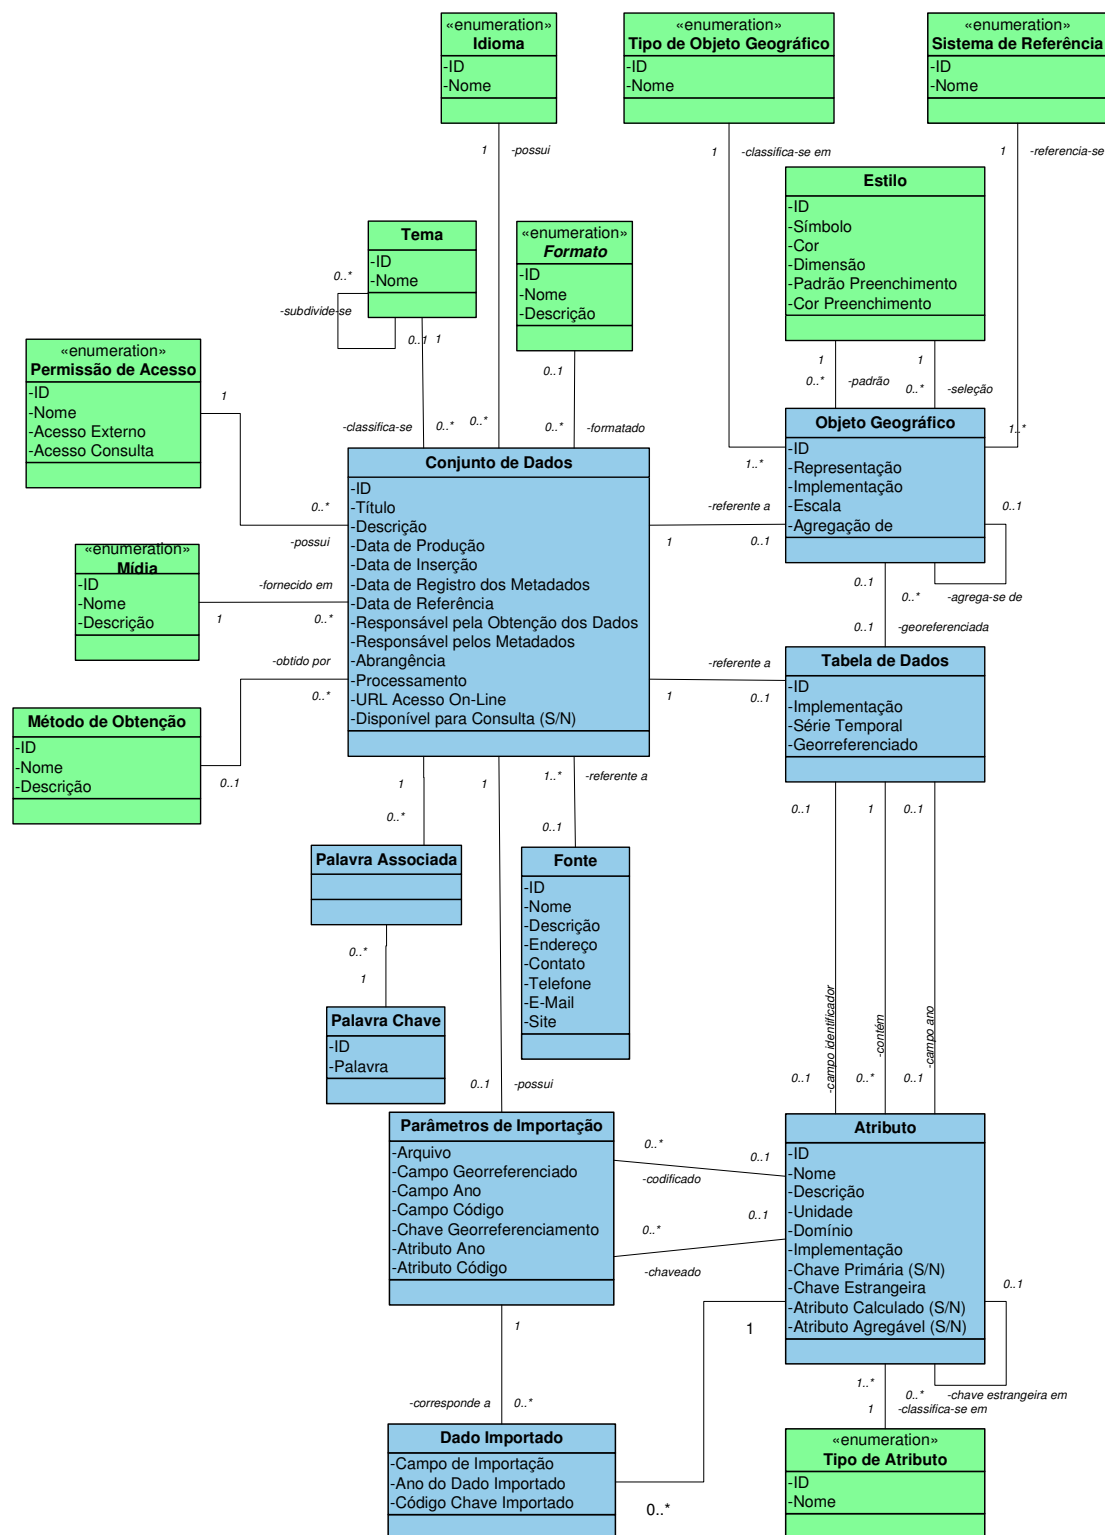 «enumeration»
Idioma
-ID
-Nome
«enumeration»
Tipo de Objeto Geográfico
-ID
-Nome
«enumeration»
Sistema de Referência
-ID
-Nome
1
-possui
1
-classifica-se em
1
-referencia-se
Estilo
-ID
-Símbolo
-Cor
-Dimensão
-Padrão Preenchimento
-Cor Preenchimento
Tema
-ID
-Nome
0..*
-subdivide-se
0..1
1
«enumeration»
Formato
-ID
-Nome
-Descrição
0..1
«enumeration»
Permissão de Acesso
-ID
-Nome
-Acesso Externo
-Acesso Consulta
1
1
0..*
-padrão
1
0..*
-seleção
-classifica-se
0..*
0..*
0..*
-formatado
Conjunto de Dados
-ID
-Título
-Descrição
-Data de Produção
-Data de Inserção
-Data de Registro dos Metadados
-Data de Referência
-Responsável pela Obtenção dos Dados
-Responsável pelos Metadados
-Abrangência
-Processamento
-URL Acesso On-Line
-Disponível para Consulta (S/N)
Objeto Geográfico
-ID
-Representação
-Implementação
-Escala
-Agregação de
1..*
1..*
0..1
0..*
-agrega-se de
-referente a
1
0..1
0..*
-possui
«enumeration»
Mídia
-ID
-Nome
-Descrição
-fornecido em
1
0..*
0..1
0..1
-georeferenciada
-obtido por
0..*
Método de Obtenção
-ID
-Nome
-Descrição
0..1
-referente a
1
0..1
Tabela de Dados
-ID
-Implementação
-Série Temporal
-Georreferenciado
1
0..*
1
1..*
-referente a
0..1
0..1
1
0..1
Palavra Associada
Fonte
-ID
-Nome
-Descrição
-Endereço
-Contato
-Telefone
-E-Mail
-Site
0..*
1
Palavra Chave
-ID
-Palavra
-campo identificador
-contém
-campo ano
0..1
0..*
0..1
0..1
-possui
Parâmetros de Importação
-Arquivo
-Campo Georreferenciado
-Campo Ano
-Campo Código
-Chave Georreferenciamento
-Atributo Ano
-Atributo Código
0..*
-codificado
0..1
0..*
-chaveado
0..1
Atributo
-ID
-Nome
-Descrição
-Unidade
-Domínio
-Implementação
-Chave Primária (S/N)
-Chave Estrangeira
-Atributo Calculado (S/N)
-Atributo Agregável (S/N)
0..1
1
1
-corresponde a
0..*
1..*
0..*
-chave estrangeira em
1
-classifica-se em
Dado Importado
-Campo de Importação
-Ano do Dado Importado
-Código Chave Importado
0..*
«enumeration»
Tipo de Atributo
-ID
-Nome